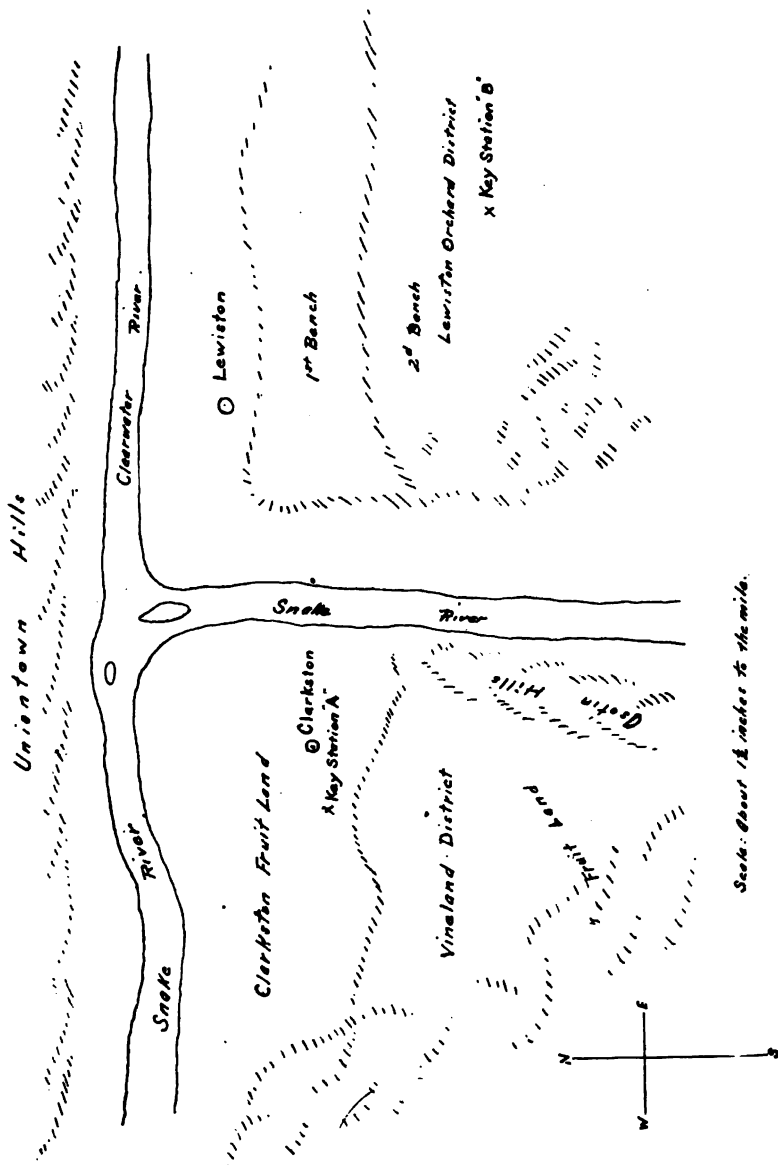 Uniontown Hills
Clearwater River
Snake River
Lewiston
1st Bench
2d Bench
Lewiston Orchard District
x Key Station "B"
Snake River
Clarkston
x Key Station "A"
Clarkston Fruit Land
Vineland District
Asotin Hills
Fruit Land
N
W E
S
Scale: About 1½ inches to the mile.